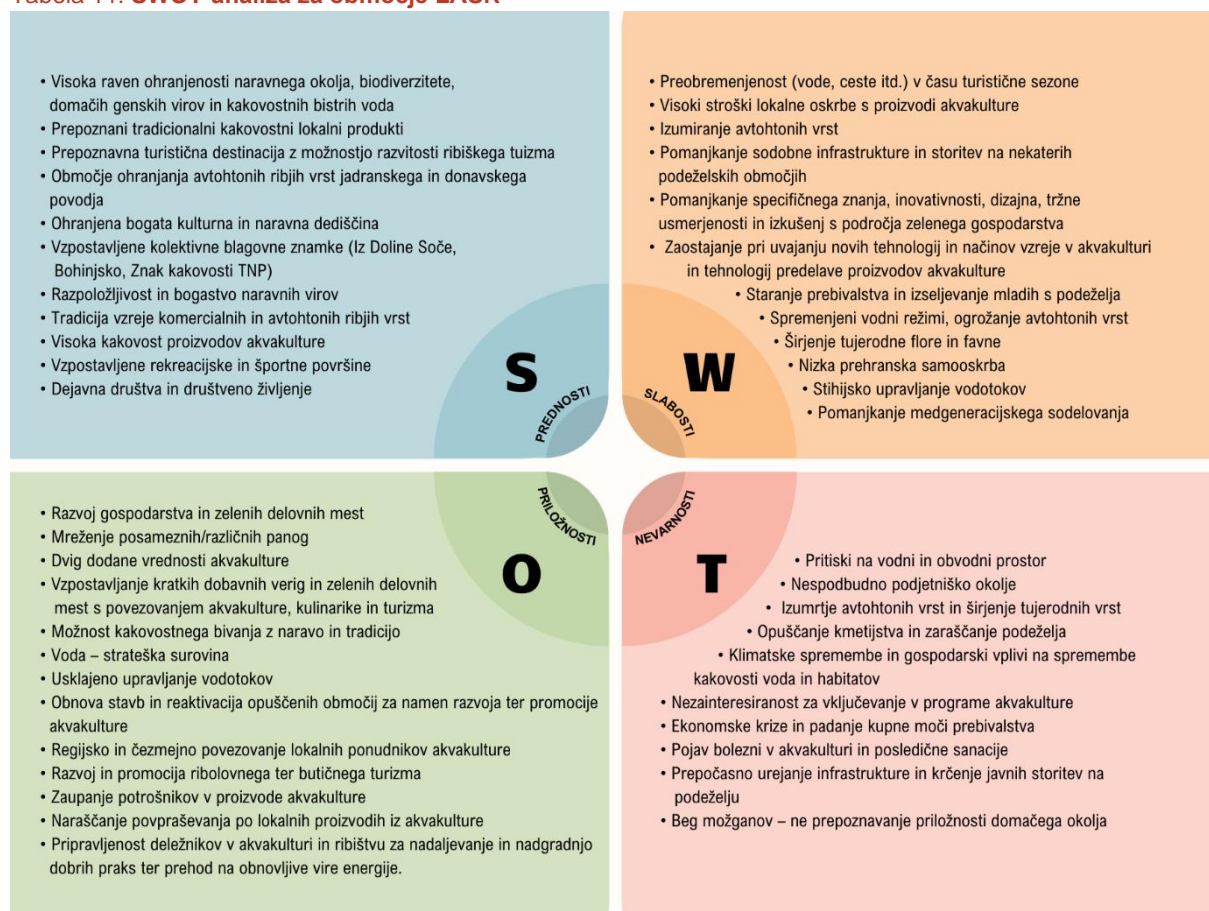 Tabela 11: SWOT analiza za območje LASR
• Visoka raven ohranjenosti naravnega okolja, biodiverzitete,
domačih genskih virov in kakovostnih bistrih voda
• Prepoznani tradicionalni kakovostni lokalni produkti
• Prepoznavna turistična destinacija z možnostjo razvitosti ribiškega tuizma
• Območje ohranjanja avtohtonih ribjih vrst jadranskega in donavskega
povodja
• Ohranjena bogata kulturna in naravna dediščina
• Vzpostavljene kolektivne blagovne znamke (Iz Doline Soče,
Bohinjsko, Znak kakovosti TNP)
• Razpoložljivost in bogastvo naravnih virov
• Tradicija vzreje komercialnih in avtohtonih ribjih vrst
• Visoka kakovost proizvodov akvakulture
• Vzpostavljene rekreacijske in športne površine
• Dejavna društva in društveno življenje
S
PREDNOSTI
• Preobremenjenost (vode, ceste itd.) v času turistične sezone
• Visoki stroški lokalne oskrbe s proizvodi akvakulture
• Izumiranje avtohtonih vrst
• Pomanjkanje sodobne infrastrukture in storitev na nekaterih
podeželskih območjih
• Pomanjkanje specifičnega znanja, inovativnosti, dizajna, tržne
usmerjenosti in izkušenj s področja zelenega gospodarstva
• Zaostajanje pri uvajanju novih tehnologij in načinov vzreje v akvakulturi
in tehnologij predelave proizvodov akvakulture
• Staranje prebivalstva in izseljevanje mladih s podeželja
• Spremenjeni vodni režimi, ogrožanje avtohtonih vrst
• Širjenje tujerodne flore in favne
• Nizka prehranska samooskrba
• Stihijsko upravljanje vodotokov
• Pomanjkanje medgeneracijskega sodelovanja
W
SLABOSTI
• Razvoj gospodarstva in zelenih delovnih mest
• Mreženje posameznih/različnih panog
• Dvig dodane vrednosti akvakulture
• Vzpostavljanje kratkih dobavnih verig in zelenih delovnih
mest s povezovanjem akvakulture, kulinarike in turizma
• Možnost kakovostnega bivanja z naravo in tradicijo
• Voda – strateška surovina
• Usklajeno upravljanje vodotokov
• Obnova stavb in reaktivacija opuščenih območij za namen razvoja ter promocije
akvakulture
• Regijsko in čezmejno povezovanje lokalnih ponudnikov akvakulture
• Razvoj in promocija ribolovnega ter butičnega turizma
• Zaupanje potrošnikov v proizvode akvakulture
• Naraščanje povpraševanja po lokalnih proizvodih iz akvakulture
• Pripravljenost deležnikov v akvakulturi in ribištvu za nadaljevanje in nadgradnjo
dobrih praks ter prehod na obnovljive vire energije.
O
PRILOŽNOSTI
NEVARNOSTI
T
• Pritiski na vodni in obvodni prostor
• Nespodbudno podjetniško okolje
• Izumrtje avtohtonih vrst in širjenje tujerodnih vrst
• Opuščanje kmetijstva in zaraščanje podeželja
• Klimatske spremembe in gospodarski vplivi na spremembe
kakovosti voda in habitatov
• Nezainteresiranost za vključevanje v programe akvakulture
• Ekonomske krize in padanje kupne moči prebivalstva
• Pojav bolezni v akvakulturi in posledične sanacije
• Prepočasno urejanje infrastrukture in krčenje javnih storitev na
podeželju
• Beg možganov – ne prepoznavanje priložnosti domačega okolja